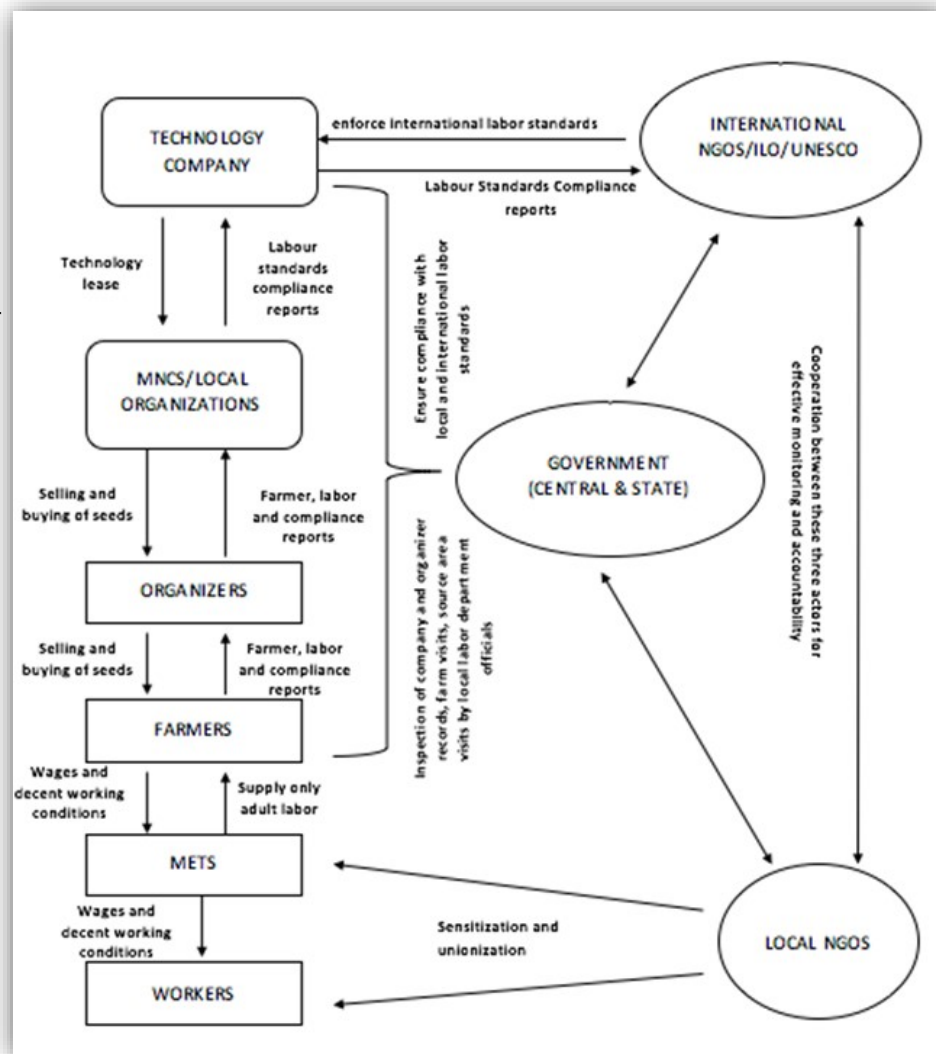 TECHNOLOGY
COMPANY
enforce international labor standards
INTERNATIONAL
NGOS/ILO/UNESCO
Labour Standards Compliance
reports
Technology
lease
Labour
standards
compliance
reports
Ensure compliance with
local and international labor
standards
MNCS/LOCAL
ORGANIZATIONS
Cooperation between these three actors for
effective monitoring and accountability
GOVERNMENT
(CENTRAL & STATE)
Selling and
buying of seeds
Farmer, labor
and compliance
reports
ORGANIZERS
Inspection of company and organizer
records, farm visits, source area
visits by local labor department
officials
Selling and
buying of seeds
Farmer, labor
and compliance
reports
FARMERS
Wages and
decent working
conditions
Supply only
adult labor
METS
Wages and
decent working
conditions
Sensitization and
unionization
LOCAL NGOS
WORKERS